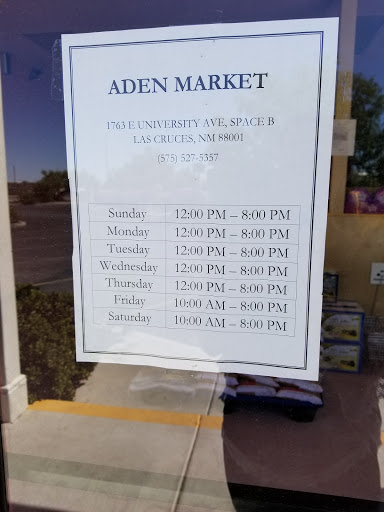 ADEN MARKET
1763 E UNIVERSITY AVE, SPACE B
LAS CRUCES, NM 88001
(575) 527-5357
Sunday 12:00 PM – 8:00 PM
Monday 12:00 PM – 8:00 PM
Tuesday 12:00 PM – 8:00 PM
Wednesday 12:00 PM – 8:00 PM
Thursday 12:00 PM – 8:00 PM
Friday 10:00 AM – 8:00 PM
Saturday 10:00 AM – 8:00 PM